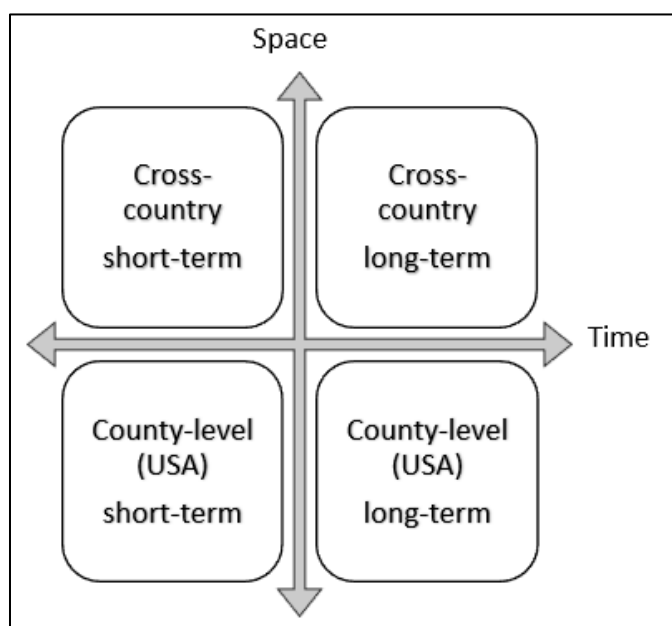 Space
Cross-
country
short-term
Cross-
country
long-term
Time
County-level
(USA)
short-term
County-level
(USA)
long-term